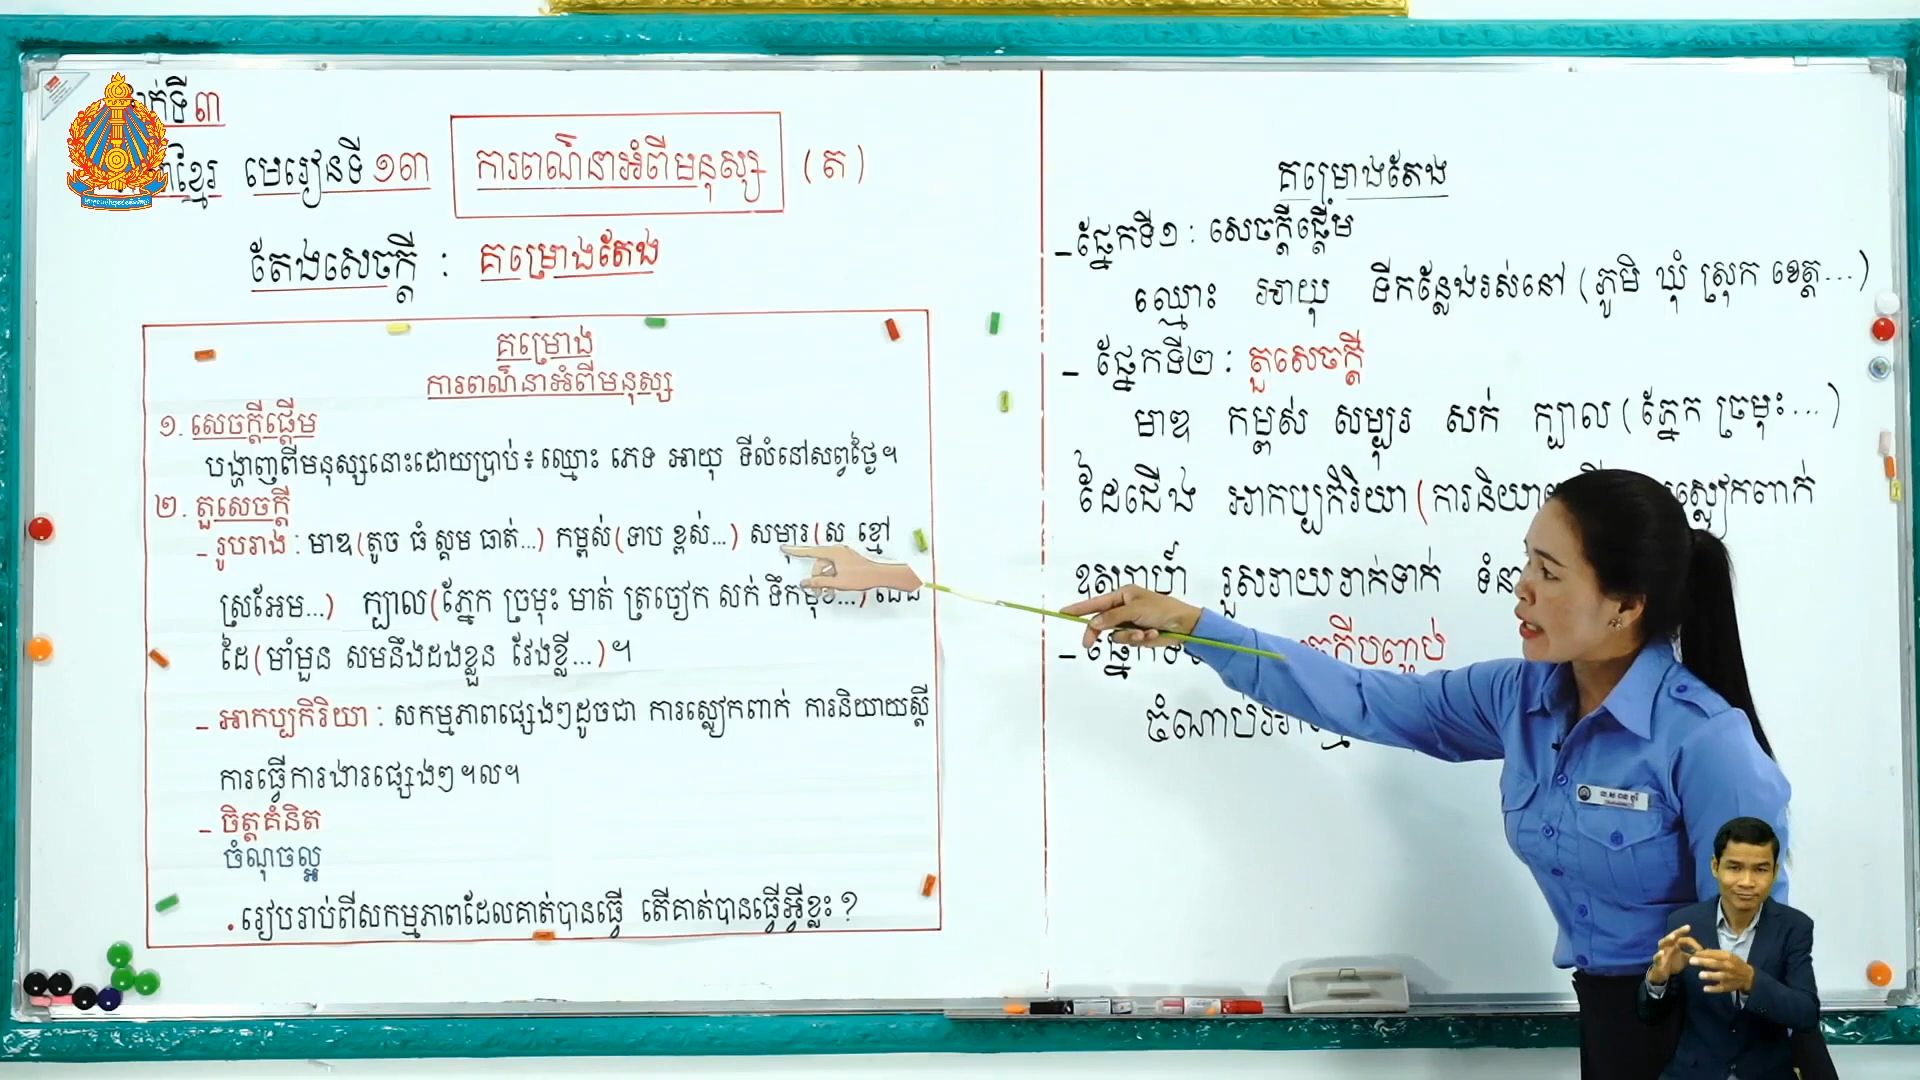 ទី៣
ខ្មែរ មេរៀនទី ១៣ ការពណ៌នាអំពីមនុស្ស (ត)
តែងសេចក្តី : គម្រោងតែង
គម្រោង
ការពណ៌នាអំពីមនុស្ស
១. សេចក្តីផ្តើម
បង្ហាញពីមនុស្សនោះដោយប្រាប់៖ ឈ្មោះ ភេទ អាយុ ទីលំនៅសព្វថ្ងៃ។
២. តួសេចក្តី
- រូបរាង : មាឌ (តូច ធំ ស្គម ធាត់...) កម្ពស់ (ទាប ខ្ពស់...) សម្បុរ (ស ខ្មៅ
ស្រអែម...) ក្បាល (ភ្នែក ច្រមុះ មាត់ ត្រចៀក សក់ ទឹកមុខ...)
ដៃ (មាំមួន សមនឹងដងខ្លួន វែងខ្លី...)។
- អាកប្បកិរិយា : សកម្មភាពផ្សេងៗដូចជា ការស្លៀកពាក់ ការនិយាយស្តី
ការធ្វើការងារផ្សេងៗ។ល។
- ចិត្តគំនិត
ចំណុចល្អ
. រៀបរាប់ពីសកម្មភាពដែលគាត់បានធ្វើ តើគាត់បានធ្វើអ្វីខ្លះ ?
គម្រោងតែង
- ផ្នែកទី១ : សេចក្តីផ្តើម
ឈ្មោះ អាយុ ទីកន្លែងរស់នៅ (ភូមិ ឃុំ ស្រុក ខេត្ត...)
- ផ្នែកទី២ : តួសេចក្តី
មាឌ កម្ពស់ សម្បុរ សក់ ក្បាល (ភ្នែក ច្រមុះ...)
ដៃជើង អាកប្បកិរិយា (ការនិយាយ ស្លៀកពាក់
ឧស្សាហ៍ រួសរាយរាក់ទាក់
- ផ្នែកទី បញ្ចប់
ចំណាប់